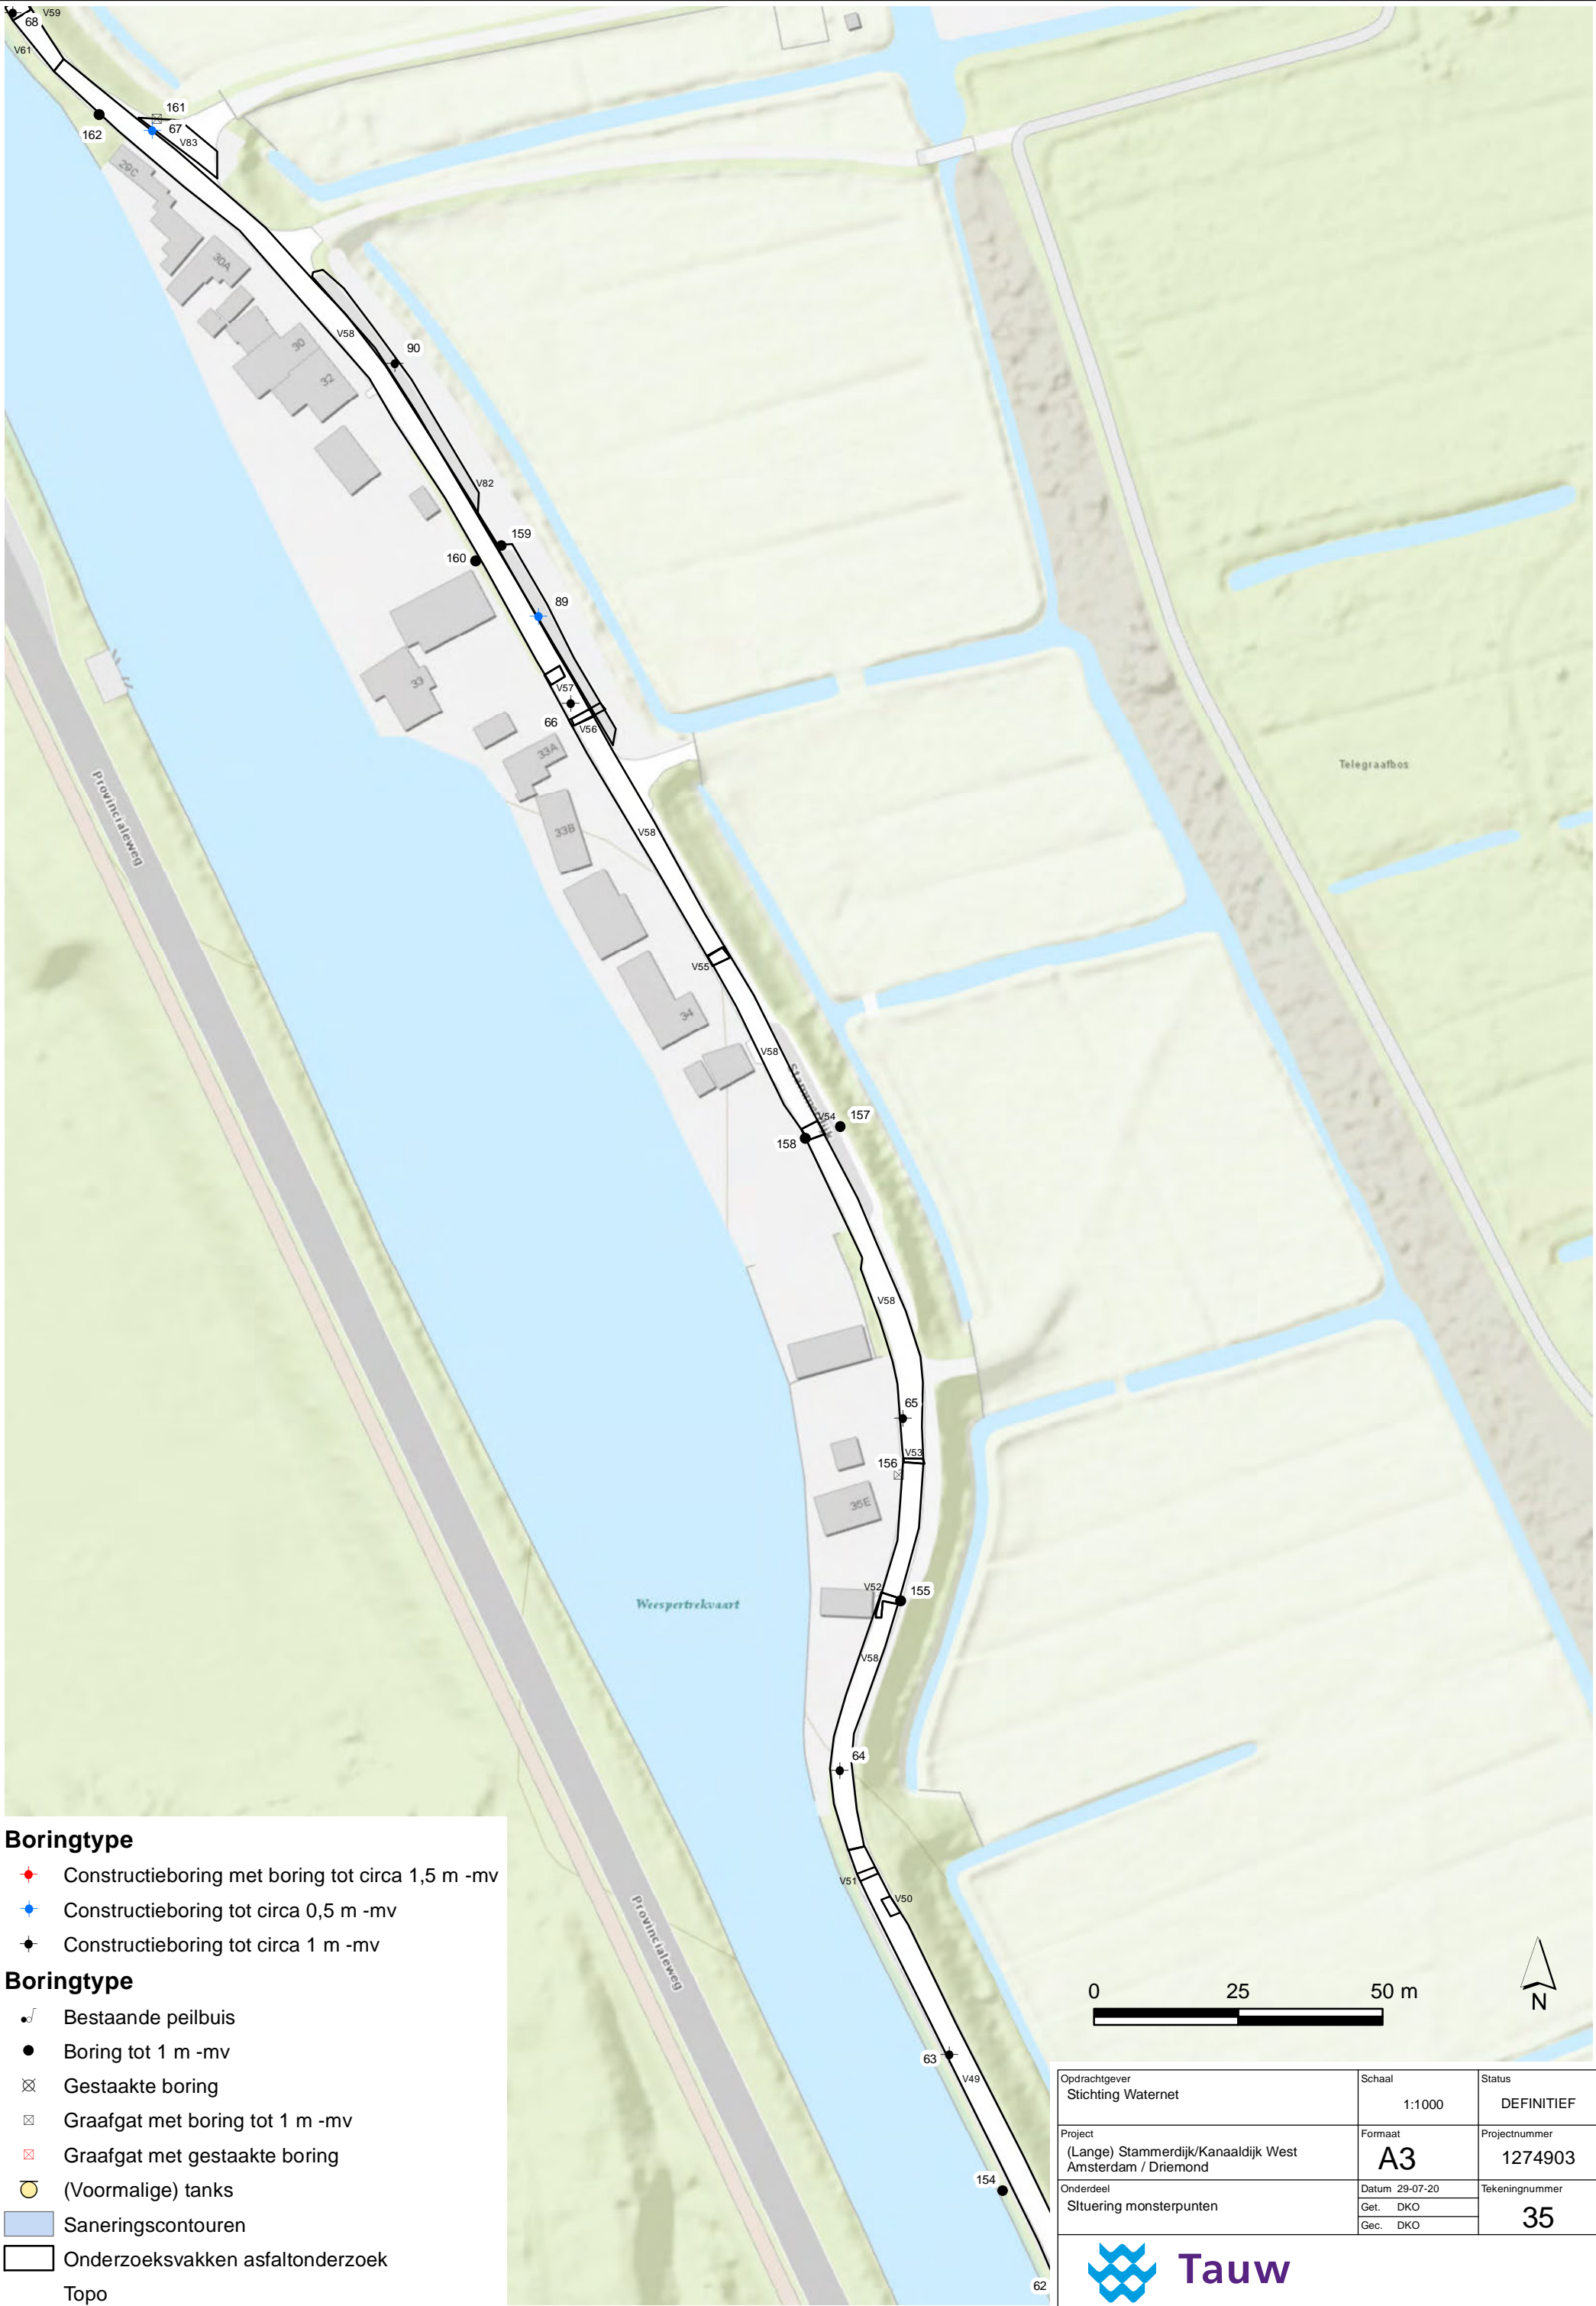 V59
68
V61
161
67
162
V83
29C
30A
V58
30
90
32
V82
159
160
89
33
V57
66
V56
33A
Telegraafbos
Provincialeweg
33B
V58
V55
34
V58
Stammerdijk
V54
157
158
V58
65
V53
156
35E
V52
155
Weespertrekvaart
V58
64
V51
V50
Provincialeweg
63
V49
154
62
Boringtype
Constructieboring met boring tot circa 1,5 m -mv
Constructieboring tot circa 0,5 m -mv
Constructieboring tot circa 1 m -mv
Boringtype
Bestaande peilbuis
Boring tot 1 m -mv
Gestaakte boring
Graafgat met boring tot 1 m -mv
Graafgat met gestaakte boring
(Voormalige) tanks
Saneringscontouren
Onderzoeksvakken asfaltonderzoek
Topo
0 25 50 m
N
Opdrachtgever
Stichting Waternet
Schaal
1:1000
Status
DEFINITIEF
Project
(Lange) Stammerdijk/Kanaaldijk West
Amsterdam / Driemond
Formaat
A3
Projectnummer
1274903
Onderdeel
SItuering monsterpunten
Datum 29-07-20
Get. DKO
Gec. DKO
Tekeningnummer
35
Tauw